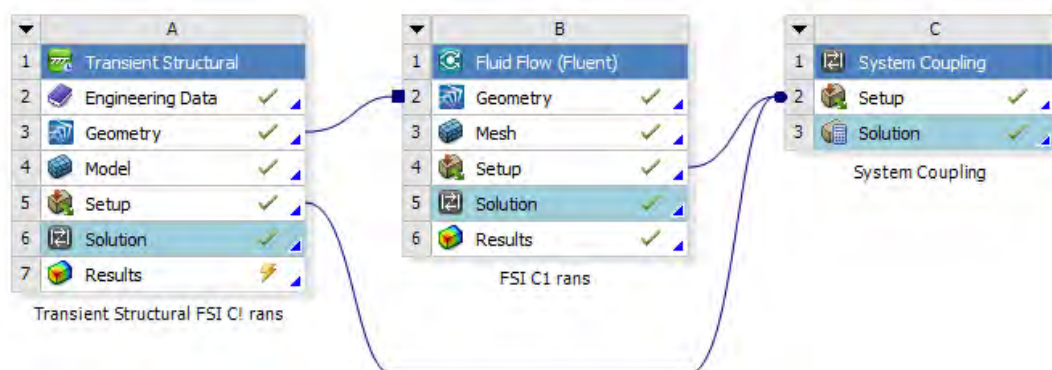 A
1 Transient Structural
2 Engineering Data
3 Geometry
4 Model
5 Setup
6 Solution
7 Results
Transient Structural FSI C! rans
B
1 Fluid Flow (Fluent)
2 Geometry
3 Mesh
4 Setup
5 Solution
6 Results
FSI C1 rans
C
1 System Coupling
2 Setup
3 Solution
System Coupling